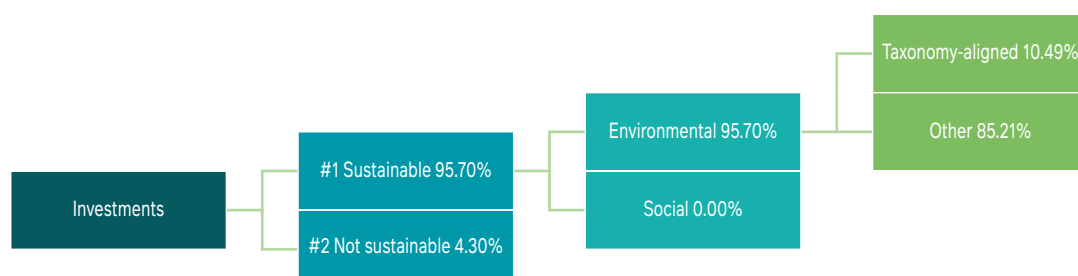 Investments
#1 Sustainable 95.70%
#2 Not sustainable 4.30%
Environmental 95.70%
Social 0.00%
Taxonomy-aligned 10.49%
Other 85.21%